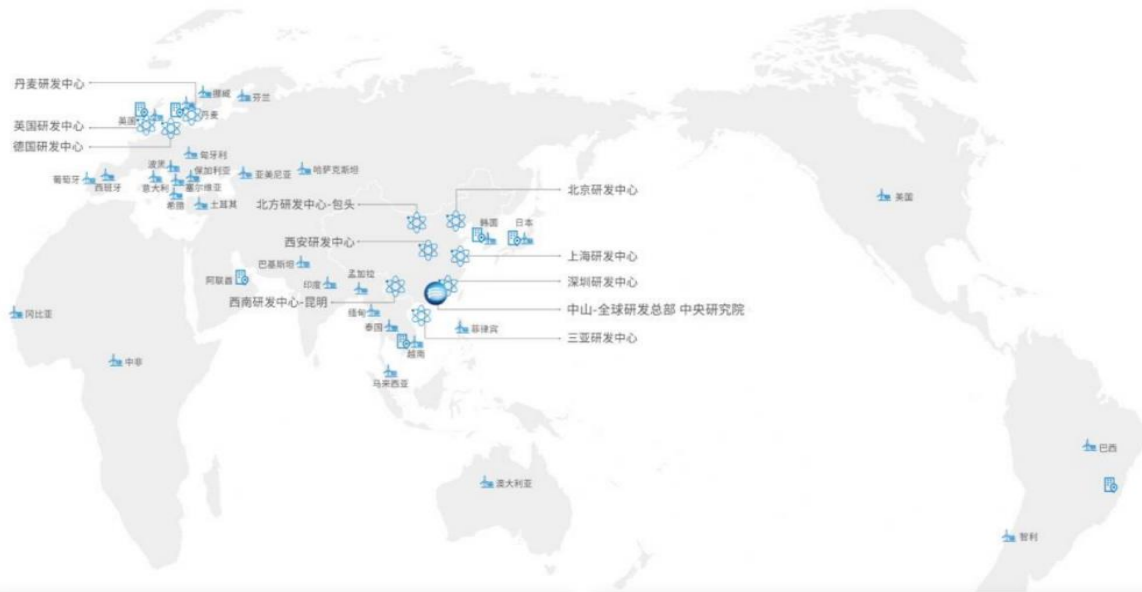 丹麦研发中心
挪威
芬兰
英国
丹麦
英国研发中心
德国研发中心
匈牙利
波黑
保加利亚
亚美尼亚
哈萨克斯坦
葡萄牙
西班牙
意大利
塞尔维亚
希腊
土耳其
北京研发中心
美国
北方研发中心-包头
韩国
日本
西安研发中心
上海研发中心
巴基斯坦
孟加拉
阿联酋
印度
深圳研发中心
西南研发中心-昆明
中山-全球研发总部 中央研究院
冈比亚
缅甸
泰国
菲律宾
三亚研发中心
越南
中非
马来西亚
巴西
澳大利亚
智利